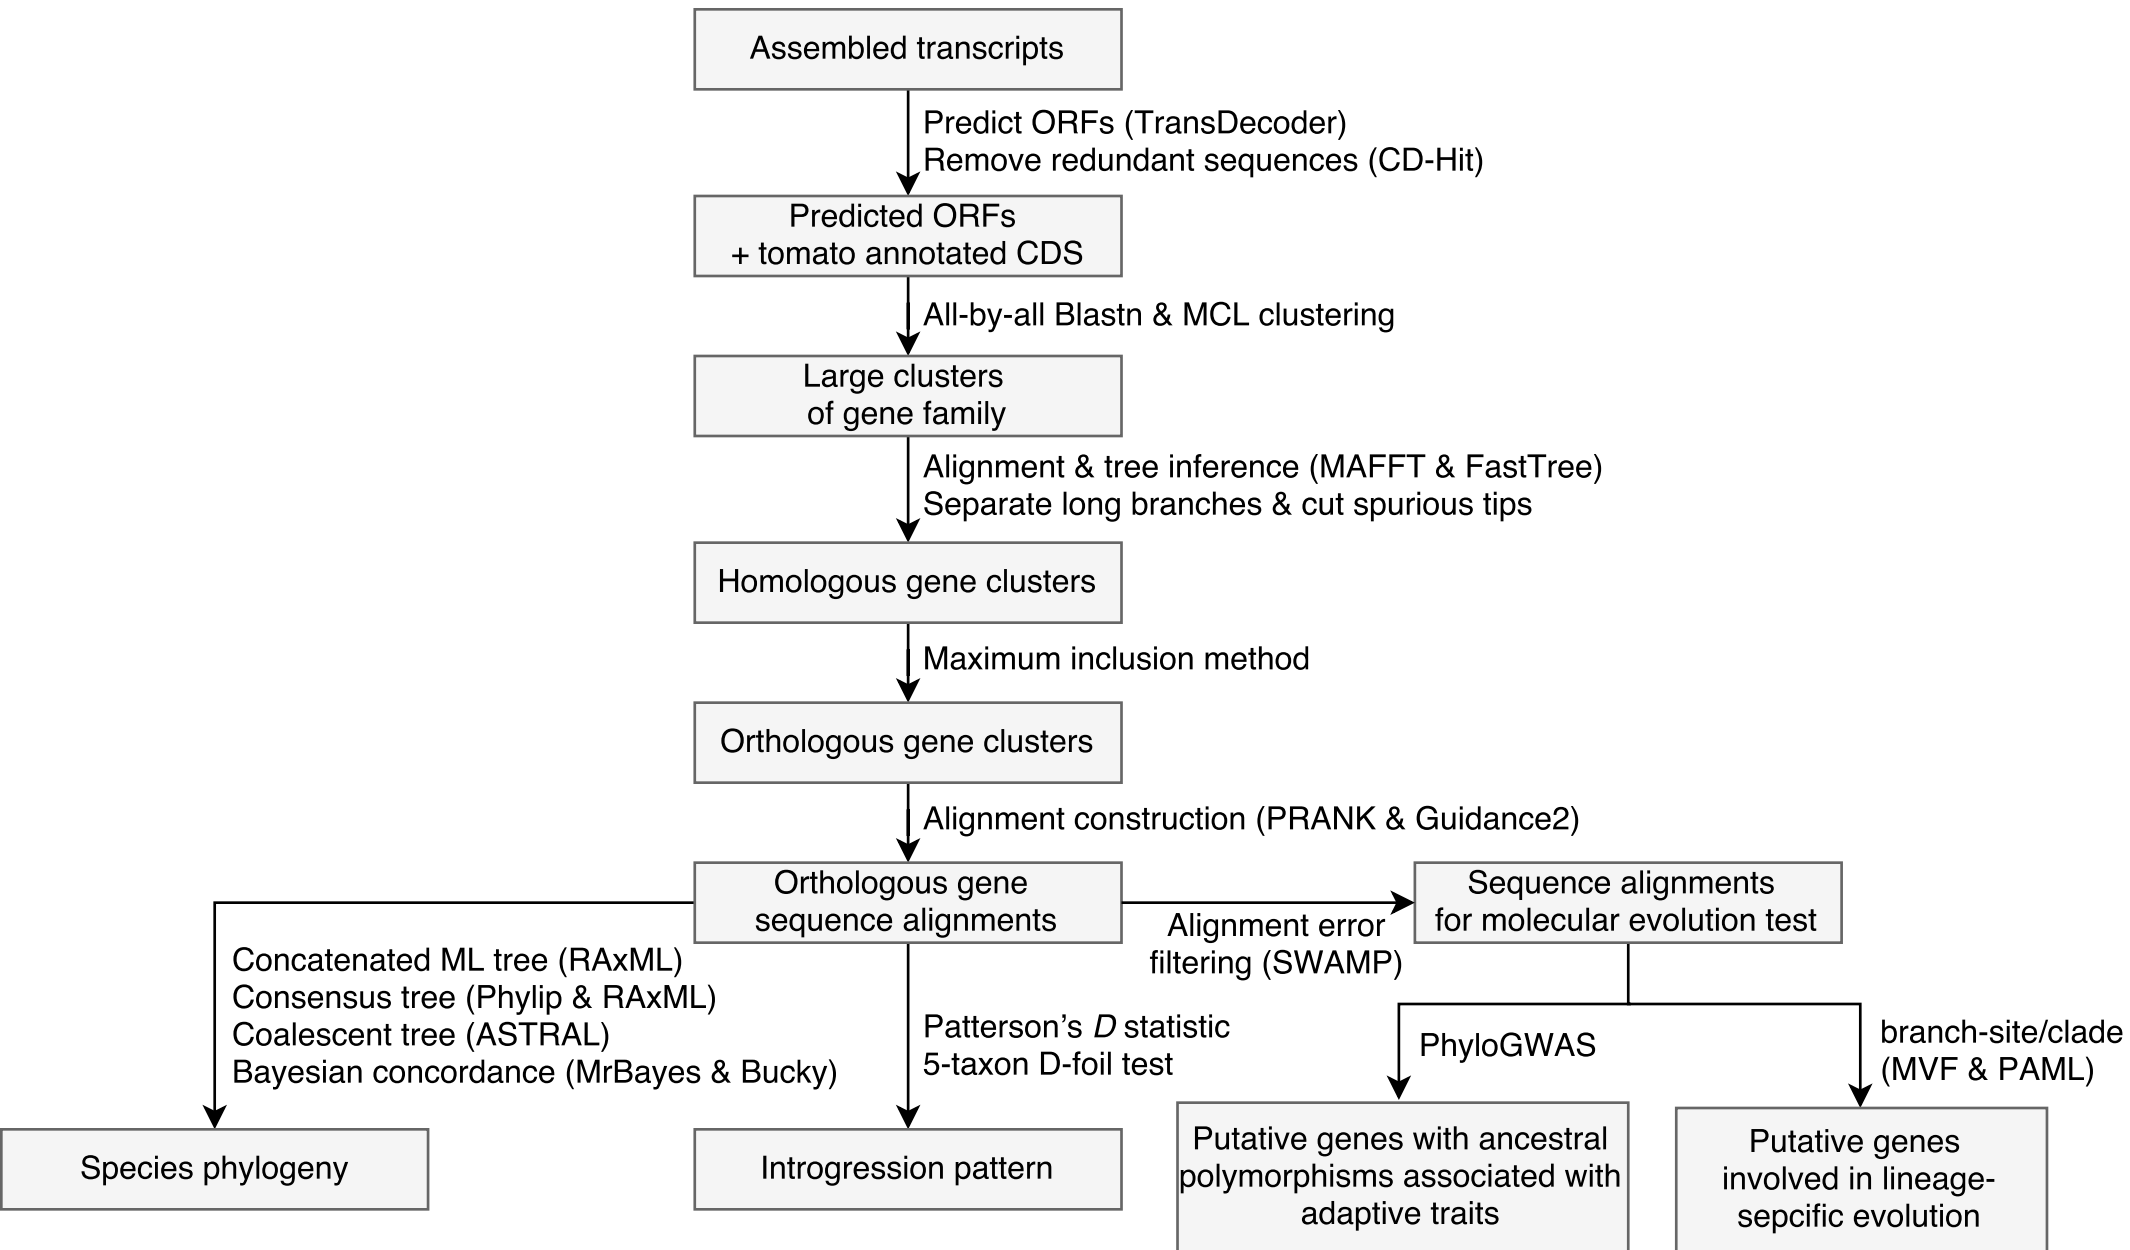 Assembled transcripts
Predict ORFs (TransDecoder)
Remove redundant sequences (CD-Hit)
Predicted ORFs
+ tomato annotated CDS
All-by-all Blastn & MCL clustering
Large clusters
of gene family
Alignment & tree inference (MAFFT & FastTree)
Separate long branches & cut spurious tips
Homologous gene clusters
Maximum inclusion method
Orthologous gene clusters
Alignment construction (PRANK & Guidance2)
Orthologous gene
sequence alignments
Alignment error
filtering (SWAMP)
Sequence alignments
for molecular evolution test
Concatenated ML tree (RAxML)
Consensus tree (Phylip & RAxML)
Coalescent tree (ASTRAL)
Bayesian concordance (MrBayes & Bucky)
Patterson's D statistic
5-taxon D-foil test
PhyloGWAS
branch-site/clade
(MVF & PAML)
Species phylogeny
Introgression pattern
Putative genes with ancestral
polymorphisms associated with
adaptive traits
Putative genes
involved in lineage-
sepcific evolution